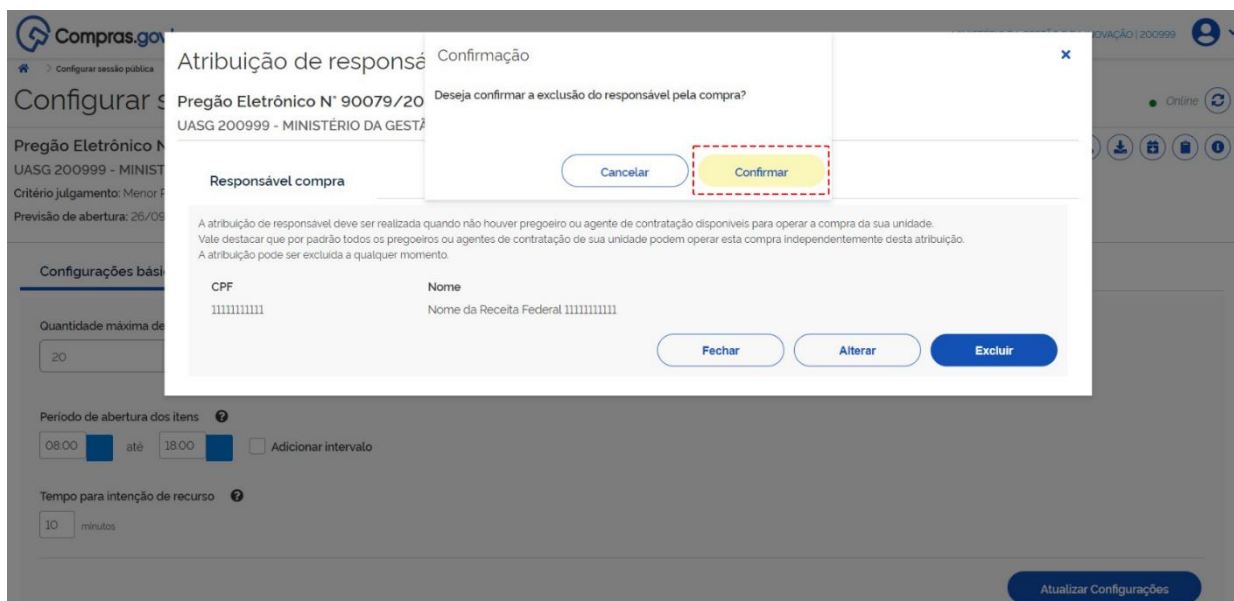 Compras.gov
OVAÇÃO | 200999
Configurar sessão pública
Configurar s
Online
Pregão Eletrônico N
UASG 200999 - MINIST
Critério julgamento: Menor P
Previsão de abertura: 26/09
Atribuição de responsá
Pregão Eletrônico N° 90079/20
UASG 200999 - MINISTÉRIO DA GESTÃ
Confirmação
Deseja confirmar a exclusão do responsável pela compra?
Cancelar
Confirmar
Responsável compra
A atribuição de responsável deve ser realizada quando não houver pregoeiro ou agente de contratação disponíveis para operar a compra da sua unidade.
Vale destacar que por padrão todos os pregoeiros ou agentes de contratação de sua unidade podem operar esta compra independentemente desta atribuição.
A atribuição pode ser excluida a qualquer momento.
CPF Nome
11111111111 Nome da Receita Federal 11111111111
Fechar Alterar Excluir
Configurações bási
Quantidade máxima de
20
Período de abertura dos itens
08:00 até 18:00 Adicionar intervalo
Tempo para intenção de recurso
10 minutos
Atualizar Configurações